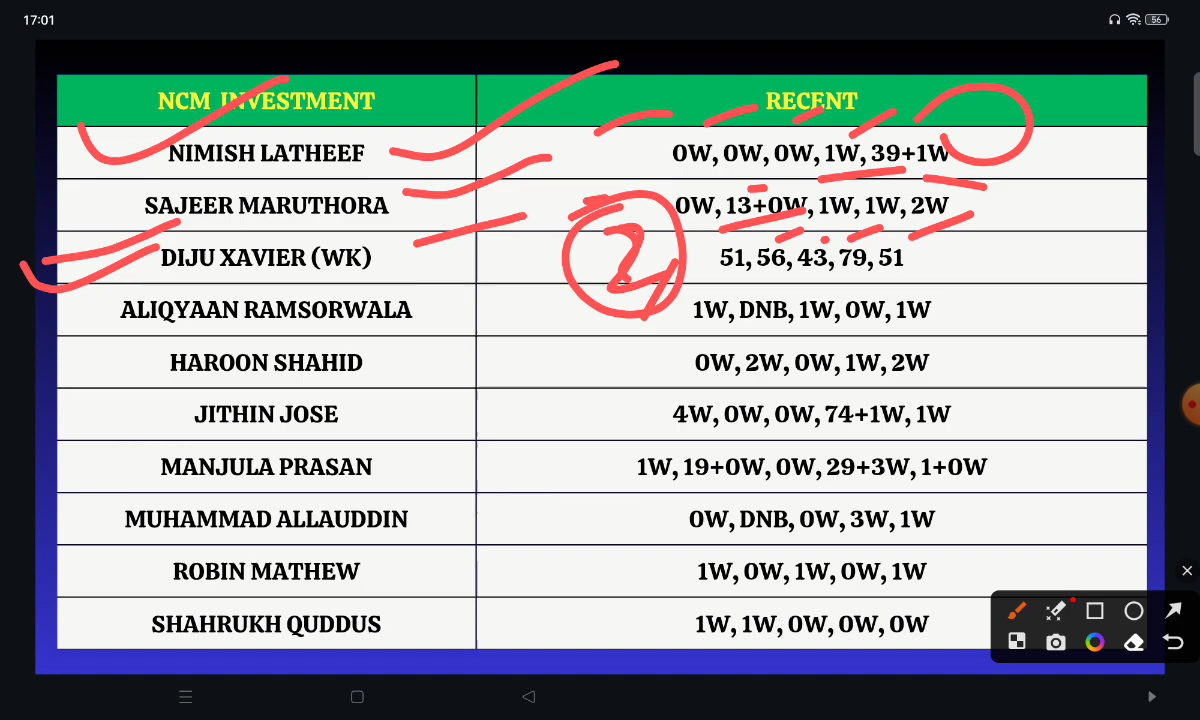 17:01
56
NCM INVESTMENT RECENT
NIMISH LATHEEF 0W, 0W, 0W, 1W, 39+1W
SAJEER MARUTHORA 0W, 13+0W, 1W, 1W, 2W
DIJU XAVIER (WK) 51, 56, 43, 79, 51
2
ALIQYAAN RAMSORWALA 1W, DNB, 1W, 0W, 1W
HAROON SHAHID 0W, 2W, 0W, 1W, 2W
JITHIN JOSE 4W, 0W, 0W, 74+1W, 1W
MANJULA PRASAN 1W, 19+0W, 0W, 29+3W, 1+0W
MUHAMMAD ALLAUDDIN 0W, DNB, 0W, 3W, 1W
ROBIN MATHEW 1W, 0W, 1W, 0W, 1W
SHAHRUKH QUDDUS 1W, 1W, 0W, 0W, 0W